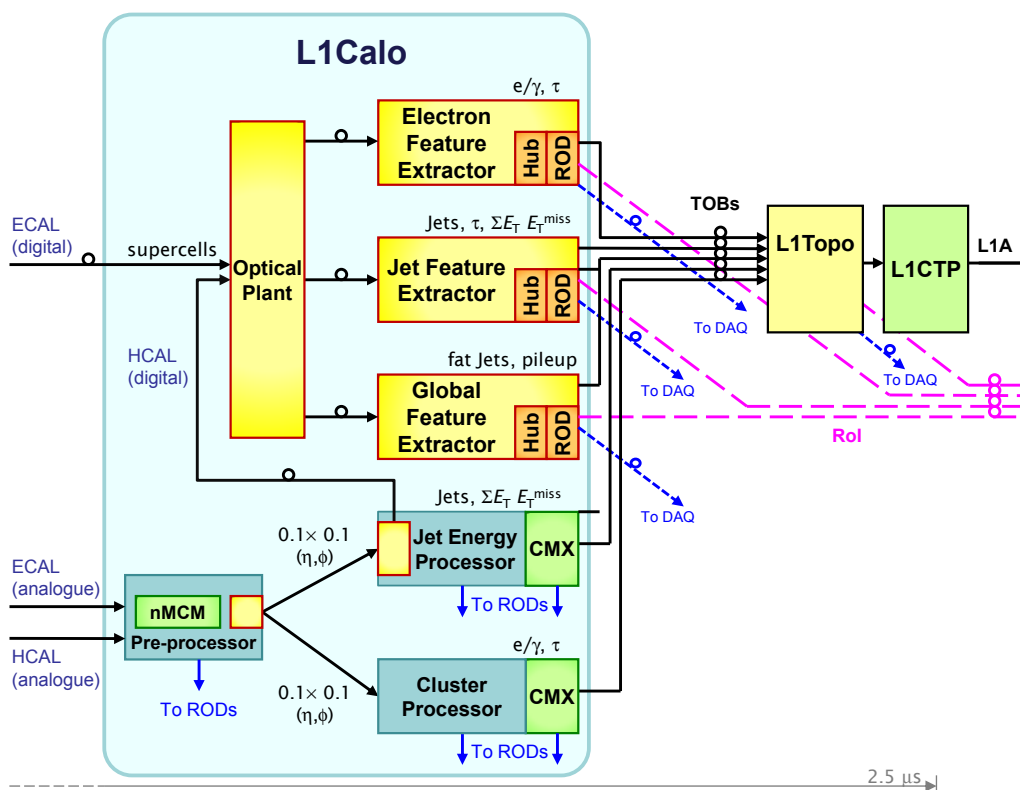 L1Calo
e/γ, τ
Electron
Feature
Extractor
Hub
ROD
ECAL
(digital)
supercells
Optical
Plant
Jets, τ, ΣE_T E_T^miss
Jet Feature
Extractor
Hub
ROD
TOBs
L1Topo
L1CTP
L1A
To DAQ
To DAQ
To DAQ
HCAL
(digital)
fat Jets, pileup
Global
Feature
Extractor
Hub
ROD
RoI
To DAQ
Jets, ΣE_T E_T^miss
0.1× 0.1
(η,ϕ)
Jet Energy
Processor
CMX
To RODs
ECAL
(analogue)
nMCM
Pre-processor
HCAL
(analogue)
To RODs
0.1× 0.1
(η,ϕ)
e/γ, τ
Cluster
Processor
CMX
To RODs
2.5 µs